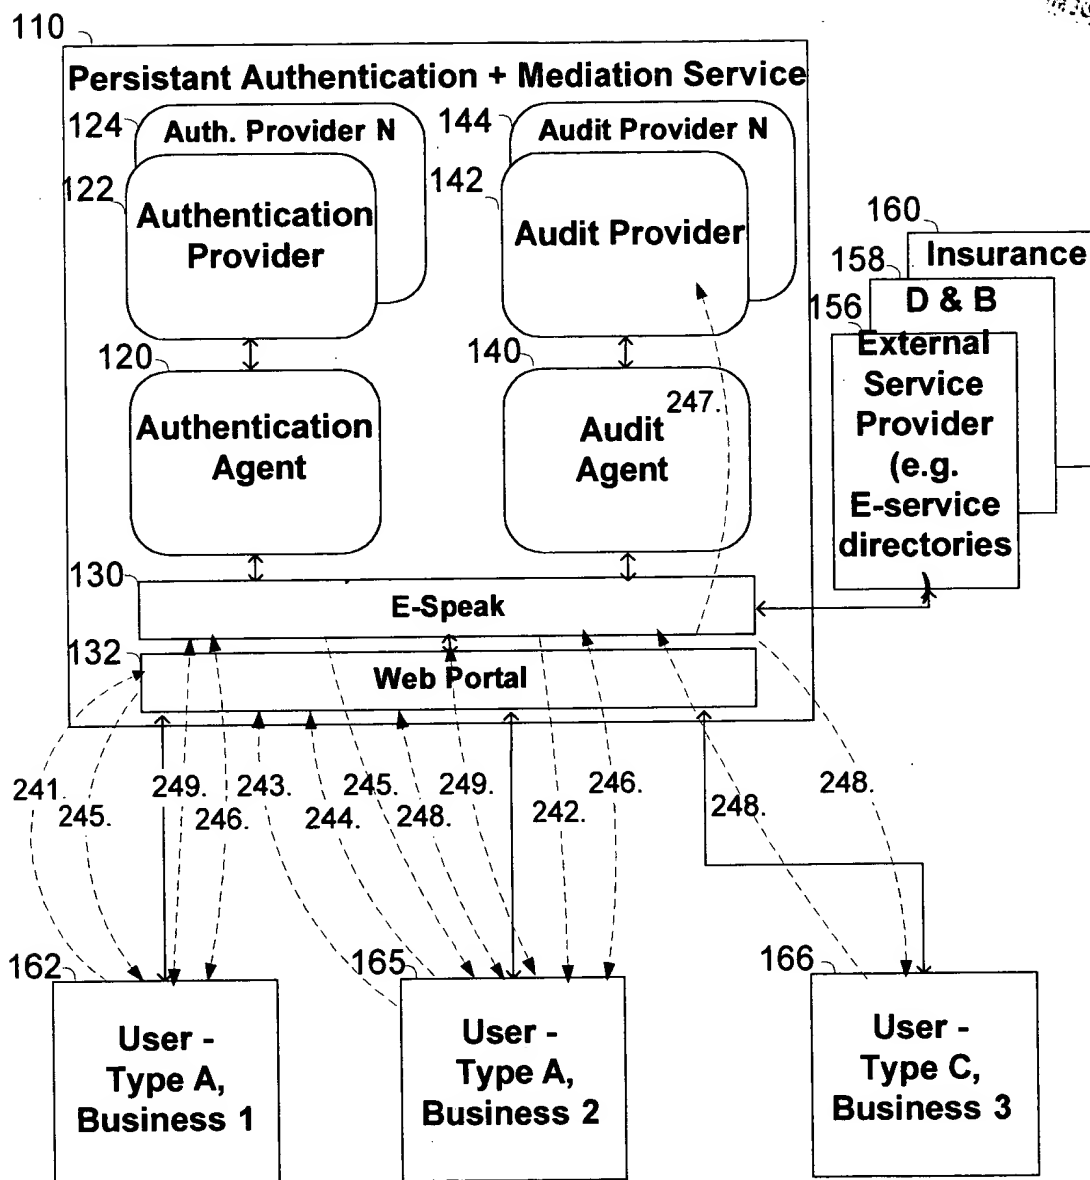 110
Persistant Authentication + Mediation Service
124
Auth. Provider N
144
Audit Provider N
122
Authentication
Provider
142
Audit Provider
160
Insurance
158
D & B
156
External
Service
Provider
(e.g.
E-service
directories
)
120
Authentication
Agent
140
Audit
Agent
247.
130
E-Speak
132
Web Portal
241.
245.
249.
246.
243.
244.
245.
248.
249.
242.
246.
248.
248.
162
User -
Type A,
Business 1
165
User -
Type A,
Business 2
166
User -
Type C,
Business 3